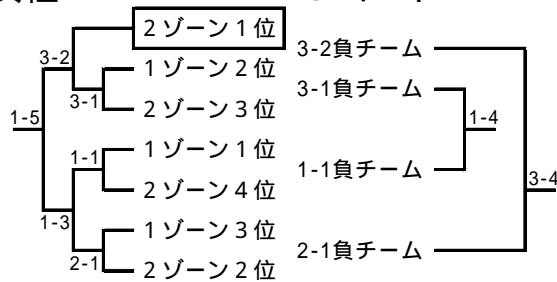 2 ゾーン 1 位
3-2
1 ゾーン 2 位
3-1
2 ゾーン 3 位
1-5
1 ゾーン 1 位
1-1
2 ゾーン 4 位
1-3
1 ゾーン 3 位
2-1
2 ゾーン 2 位
3-2負チーム
3-1負チーム
1-4
1-1負チーム
3-4
2-1負チーム